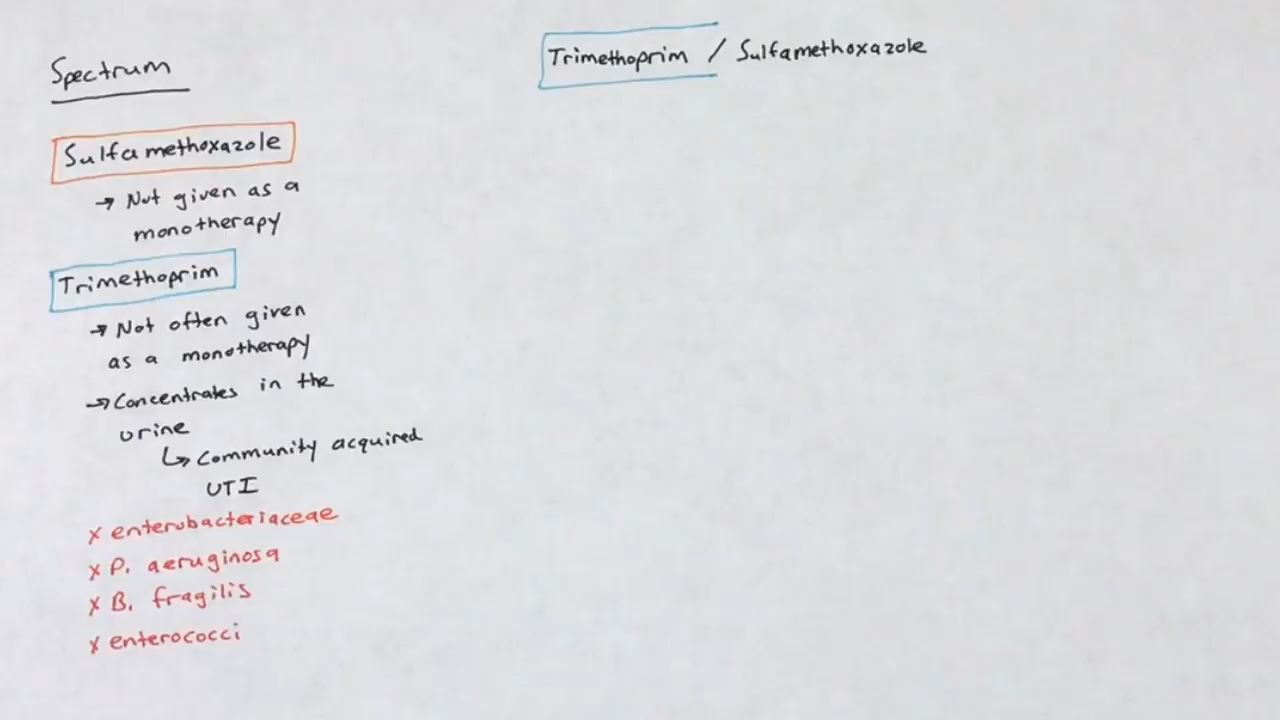 Spectrum
Sulfamethoxazole
→ Not given as a
monotherapy
Trimethoprim
→ Not often given
as a monotherapy
→ Concentrates in the
urine
↳ Community acquired
UTI
x enterobacteriaceae
x P. aeruginosa
x B. fragilis
x enterococci
Trimethoprim / Sulfamethoxazole